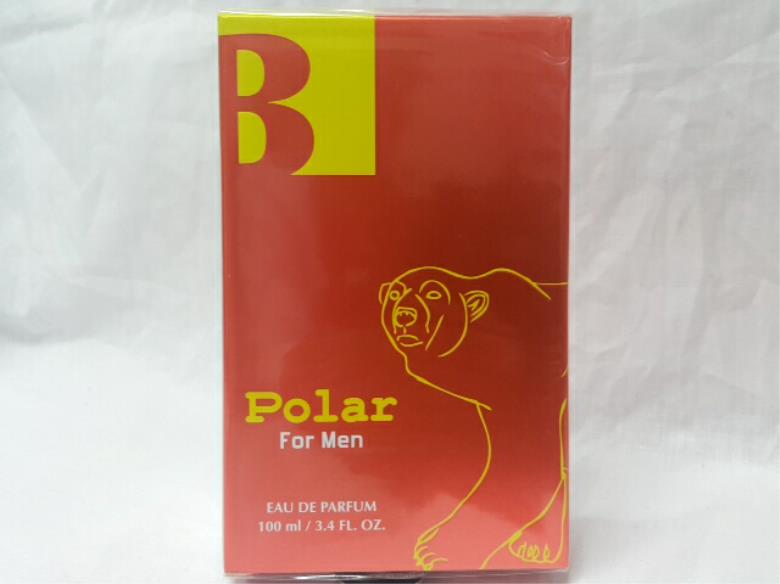 B
Polar
For Men
EAU DE PARFUM
100 ml / 3.4 FL. OZ.